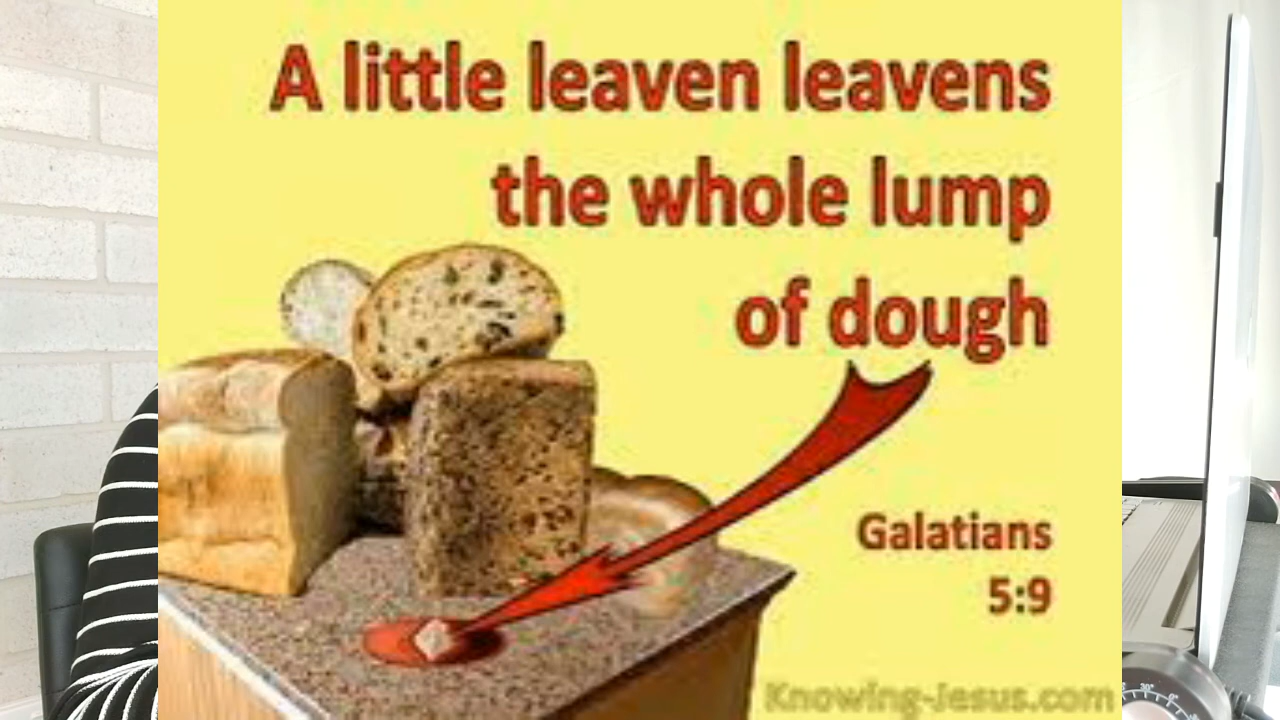 A little leaven leavens
the whole lump
of dough
Galatians
5:9
Knowing-Jesus.com